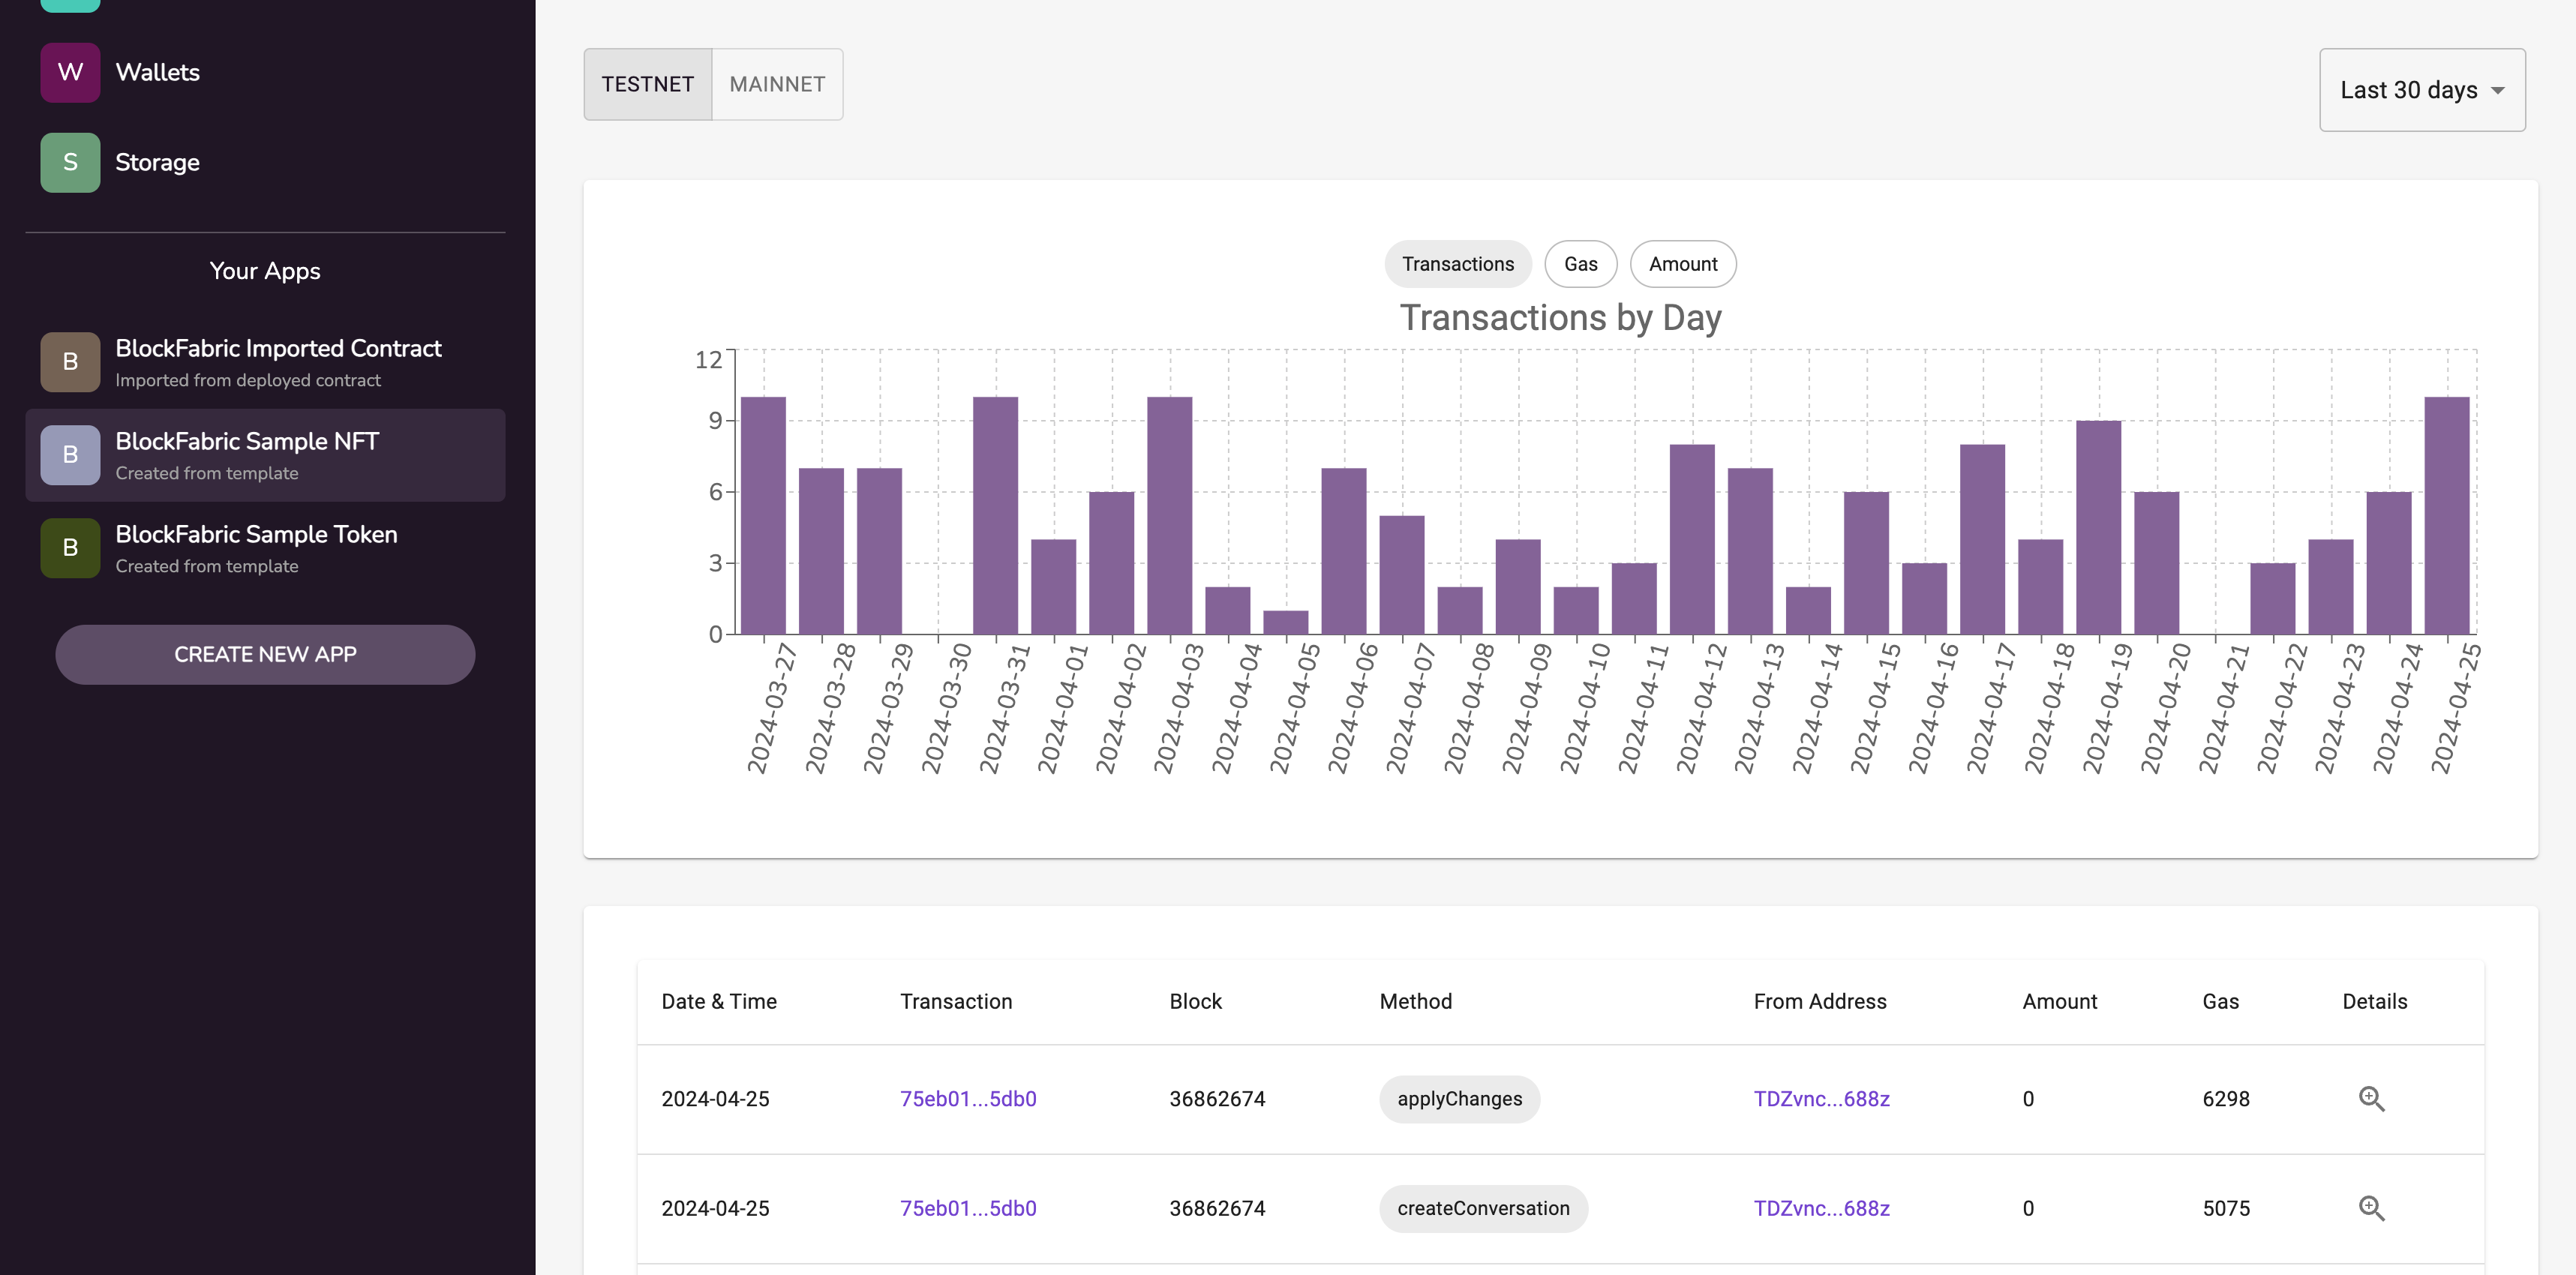 W Wallets
S Storage
Your Apps
B BlockFabric Imported Contract
Imported from deployed contract
B BlockFabric Sample NFT
Created from template
B BlockFabric Sample Token
Created from template
CREATE NEW APP
TESTNET MAINNET
Last 30 days
Transactions Gas Amount
Transactions by Day
12
9
6
3
0
2024-03-27
2024-03-28
2024-03-29
2024-03-30
2024-03-31
2024-04-01
2024-04-02
2024-04-03
2024-04-04
2024-04-05
2024-04-06
2024-04-07
2024-04-08
2024-04-09
2024-04-10
2024-04-11
2024-04-12
2024-04-13
2024-04-14
2024-04-15
2024-04-16
2024-04-17
2024-04-18
2024-04-19
2024-04-20
2024-04-21
2024-04-22
2024-04-23
2024-04-24
2024-04-25
Date & Time Transaction Block Method From Address Amount Gas Details
2024-04-25 75eb01...5db0 36862674 applyChanges TDZvnc...688z 0 6298
2024-04-25 75eb01...5db0 36862674 createConversation TDZvnc...688z 0 5075